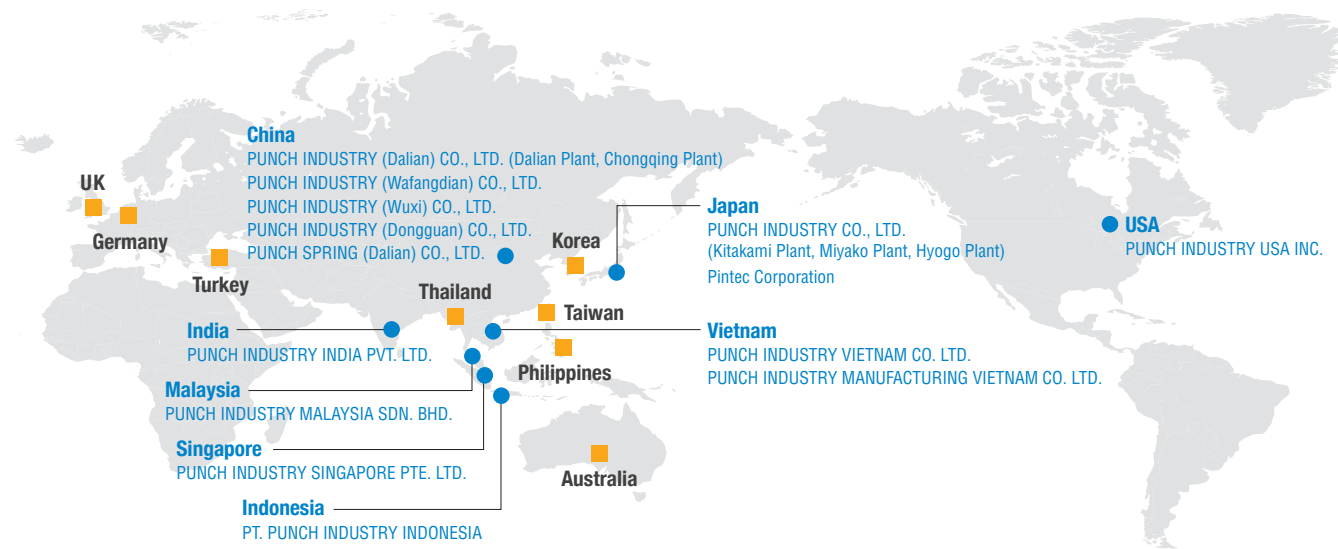 China
PUNCH INDUSTRY (Dalian) CO., LTD. (Dalian Plant, Chongqing Plant)
PUNCH INDUSTRY (Wafangdian) CO., LTD.
PUNCH INDUSTRY (Wuxi) CO., LTD.
PUNCH INDUSTRY (Dongguan) CO., LTD.
PUNCH SPRING (Dalian) CO., LTD.
UK
Germany
Turkey
Korea
Japan
PUNCH INDUSTRY CO., LTD.
(Kitakami Plant, Miyako Plant, Hyogo Plant)
Pintec Corporation
USA
PUNCH INDUSTRY USA INC.
Thailand
Taiwan
India
PUNCH INDUSTRY INDIA PVT. LTD.
Vietnam
PUNCH INDUSTRY VIETNAM CO. LTD.
PUNCH INDUSTRY MANUFACTURING VIETNAM CO. LTD.
Philippines
Malaysia
PUNCH INDUSTRY MALAYSIA SDN. BHD.
Singapore
PUNCH INDUSTRY SINGAPORE PTE. LTD.
Australia
Indonesia
PT. PUNCH INDUSTRY INDONESIA